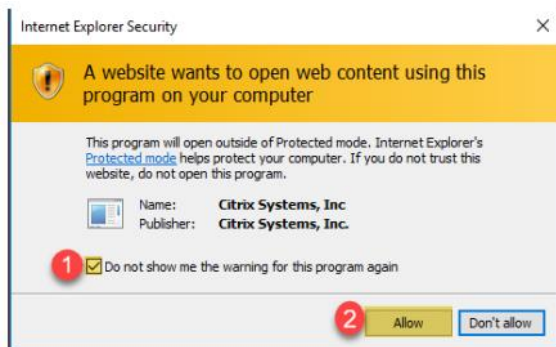 Internet Explorer Security
A website wants to open web content using this
program on your computer
This program will open outside of Protected mode. Internet Explorer's
Protected mode helps protect your computer. If you do not trust this
website, do not open this program.
Name: Citrix Systems, Inc
Publisher: Citrix Systems, Inc.
1 Do not show me the warning for this program again
2 Allow Don't allow